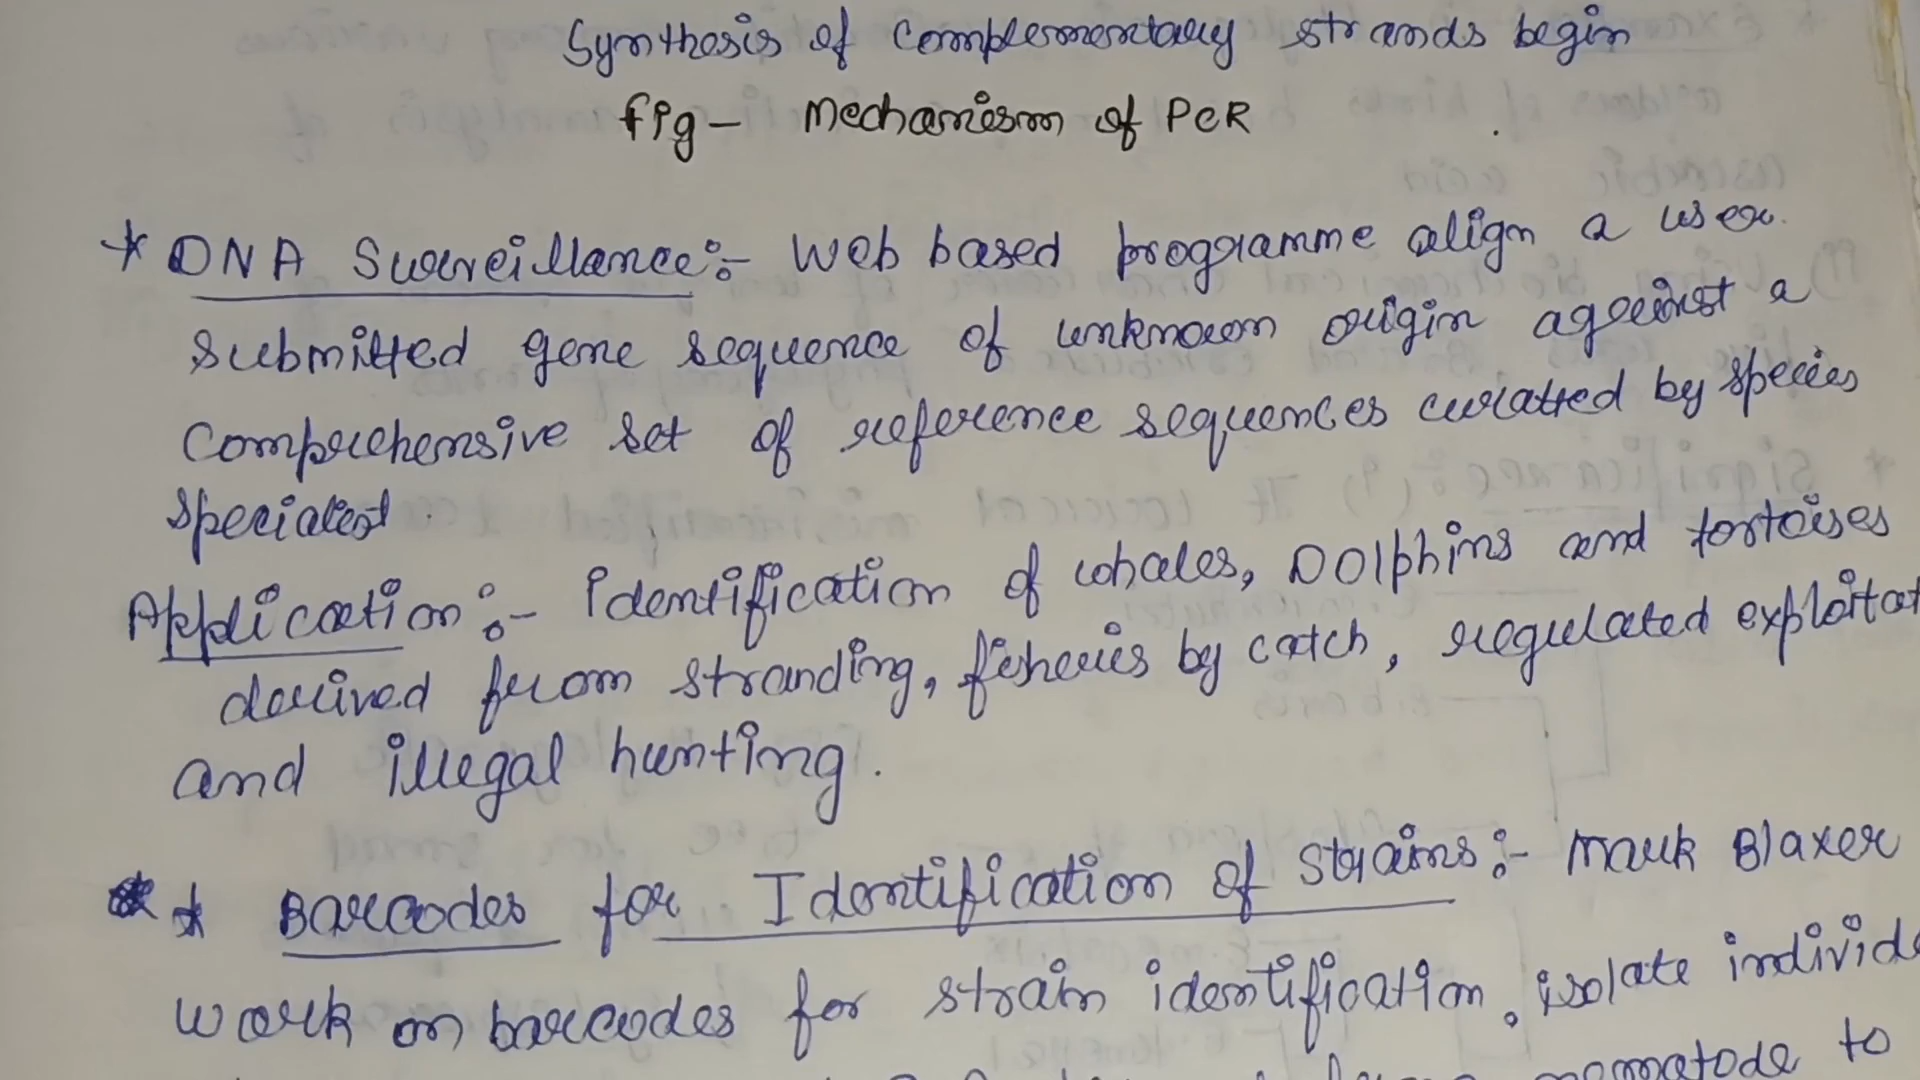 Synthesis of Complementary strands begin
fig- Mechanism of PCR
* DNA Surveillance:- Web based programme align a user
submitted gene sequence of unknown origin against a
comprehensive set of reference sequences curated by species
specialist.
Application:- identification of whales, Dolphins and tortoises
derived from stranding, fisheries by catch, regulated exploitat
and illegal hunting.
* Barcodes for Identification of strains:- Mark Blaxer
work on barcodes for strain identification, isolate individ
nematode to